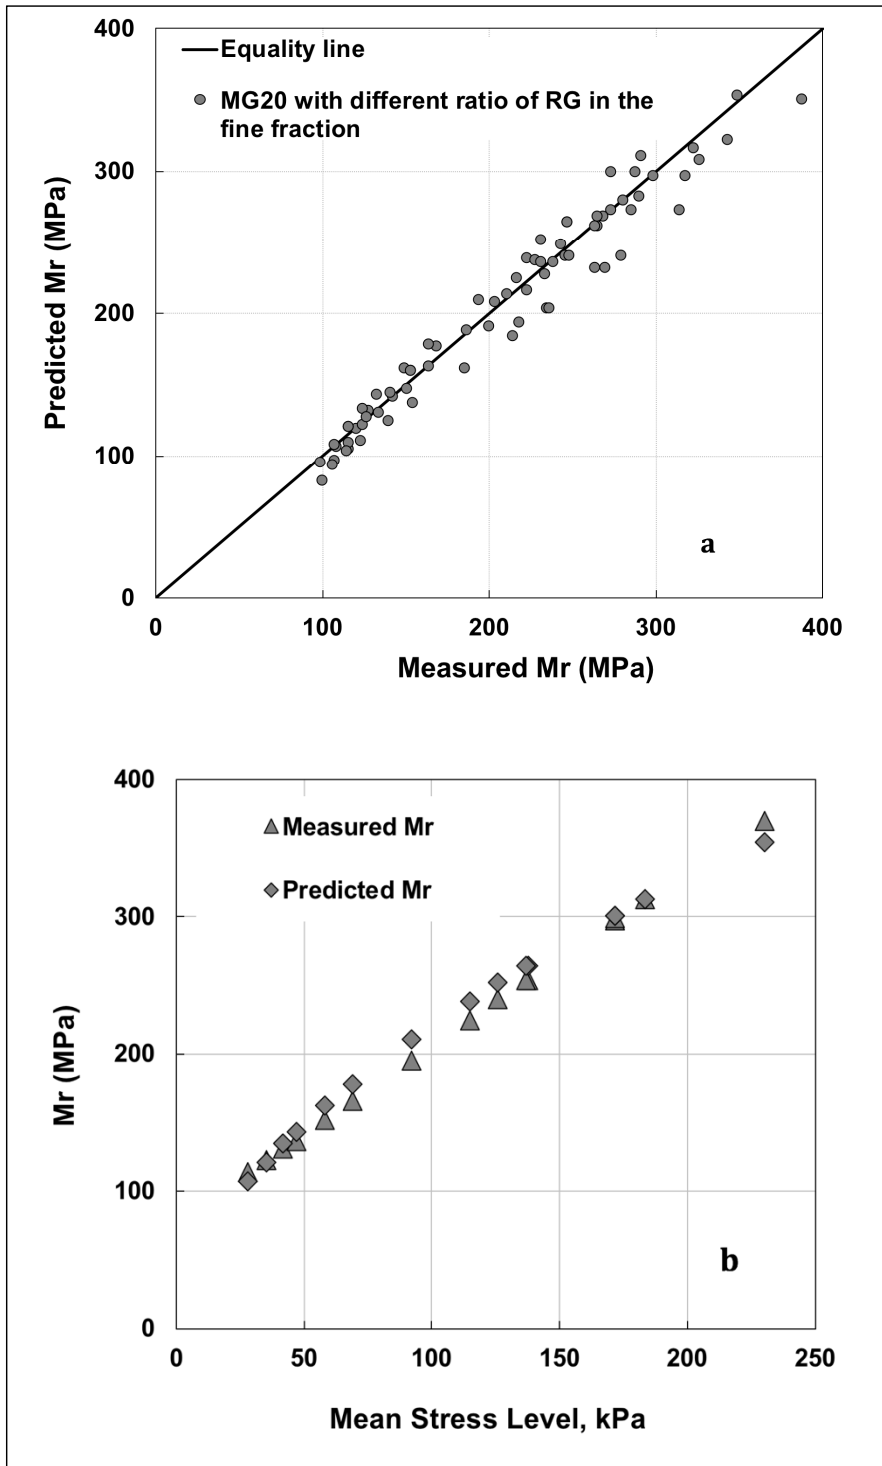 400
300
200
100
0
Predicted Mr (MPa)
Equality line
MG20 with different ratio of RG in the
fine fraction
a
0 100 200 300 400
Measured Mr (MPa)
400
300
200
100
0
Mr (MPa)
Measured Mr
Predicted Mr
b
0 50 100 150 200 250
Mean Stress Level, kPa